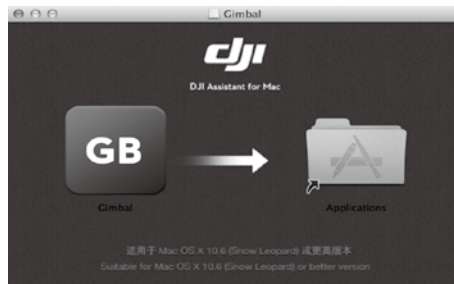 Gimbal
dji
DJI Assistant for Mac
GB
Gimbal
Applications
适用于 Mac OS X 10.6 (Snow Leopard) 或更高版本
Suitable for Mac OS X 10.6 (Snow Leopard) or better version